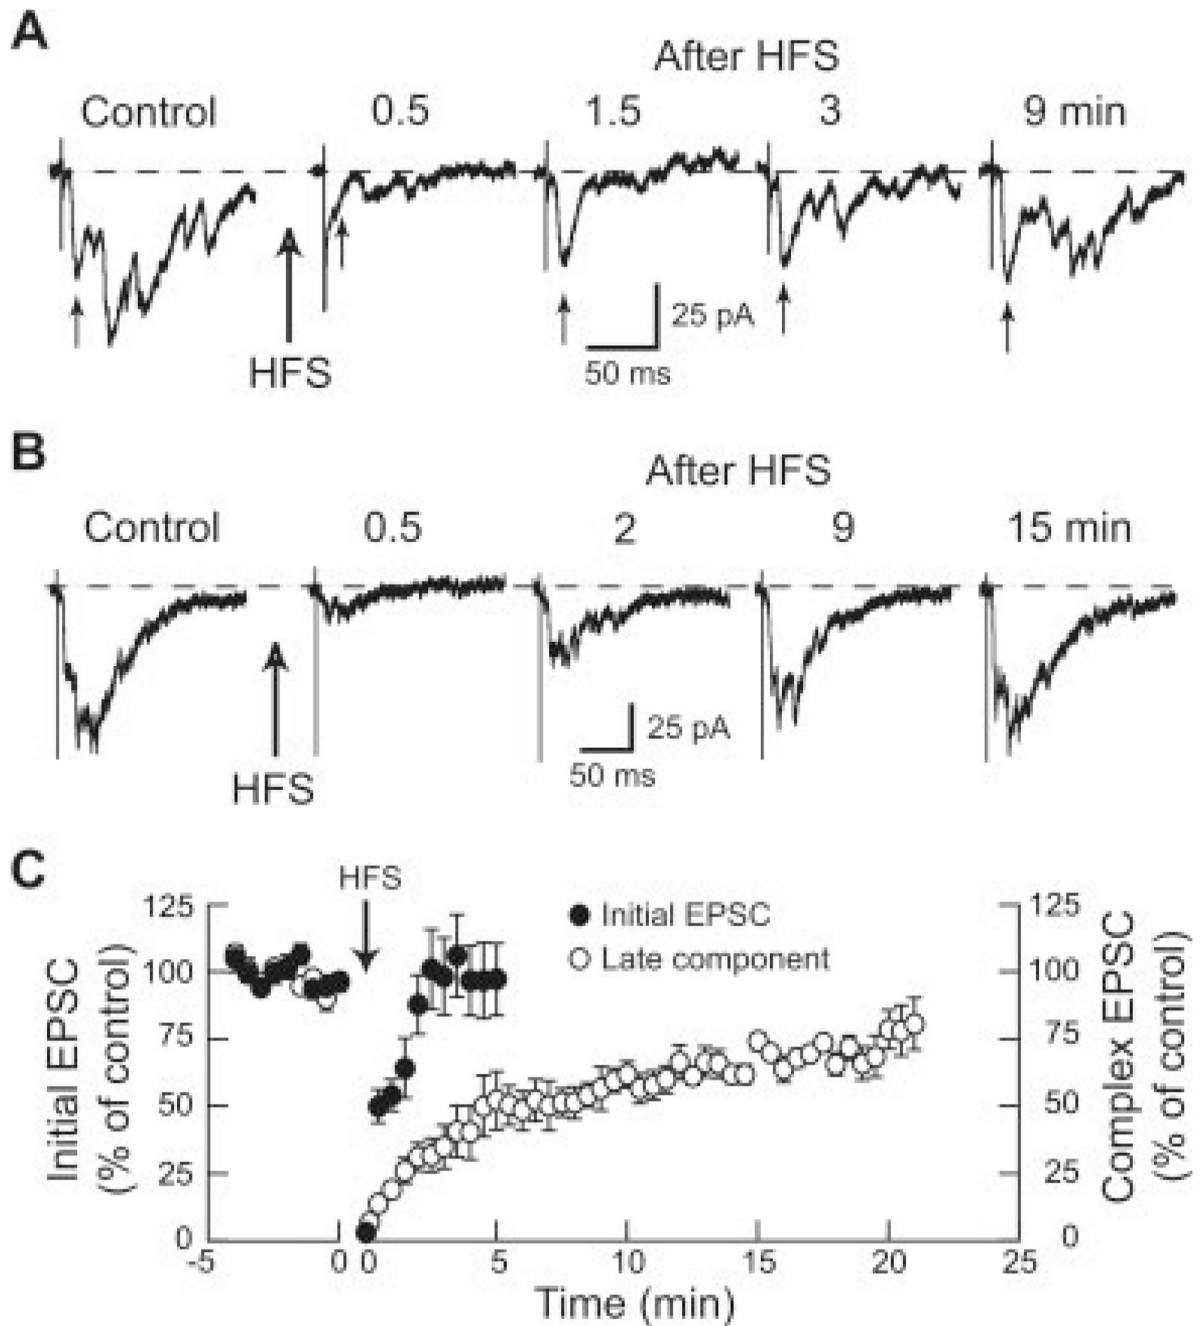 A
After HFS
Control 0.5 1.5 3 9 min
25 pA
50 ms
HFS
B
After HFS
Control 0.5 2 9 15 min
25 pA
50 ms
HFS
C
HFS
Initial EPSC
Late component
125
100
75
50
25
0
Initial EPSC
(% of control)
125
100
75
50
25
0
Complex EPSC
(% of control)
-5 0 0 5 10 15 20 25
Time (min)